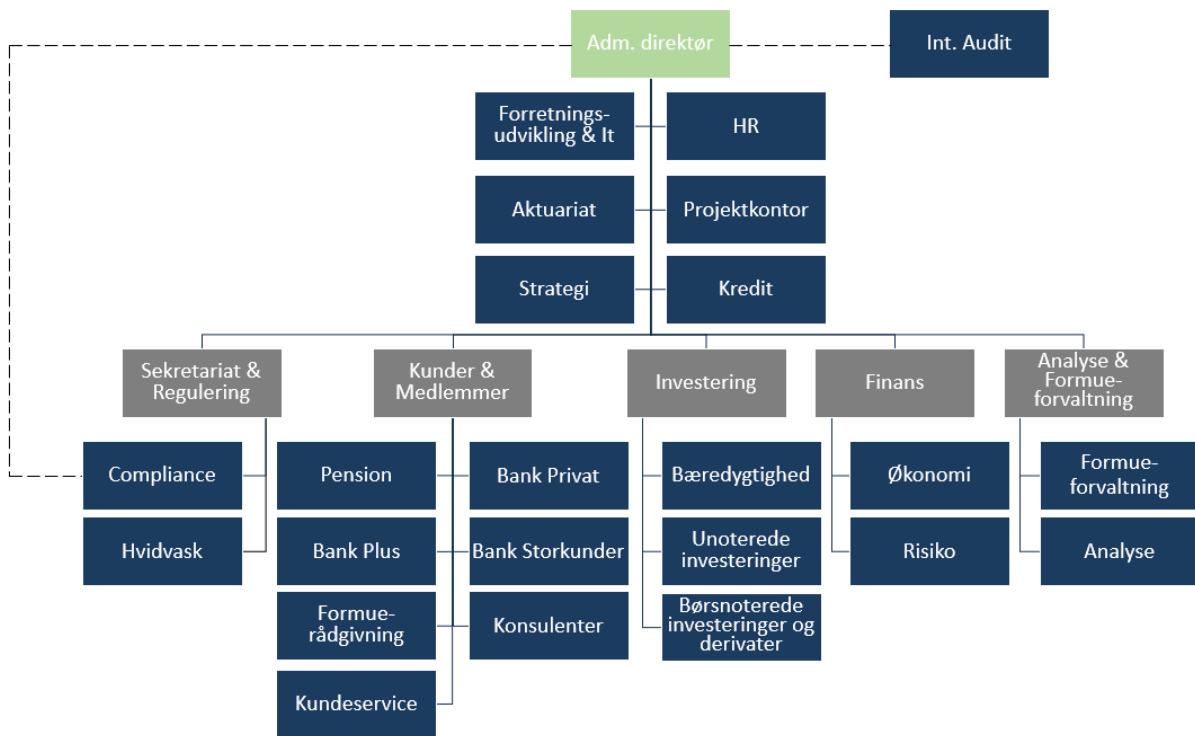 Adm. direktør
Int. Audit
Forretnings-
udvikling & It
HR
Aktuariat
Projektkontor
Strategi
Kredit
Sekretariat &
Regulering
Kunder &
Medlemmer
Investering
Finans
Analyse &
Formue-
forvaltning
Compliance
Pension
Bank Privat
Bæredygtighed
Økonomi
Formue-
forvaltning
Hvidvask
Bank Plus
Bank Storkunder
Unoterede
investeringer
Risiko
Analyse
Formue-
rådgivning
Konsulenter
Børsnoterede
investeringer og
derivater
Kundeservice